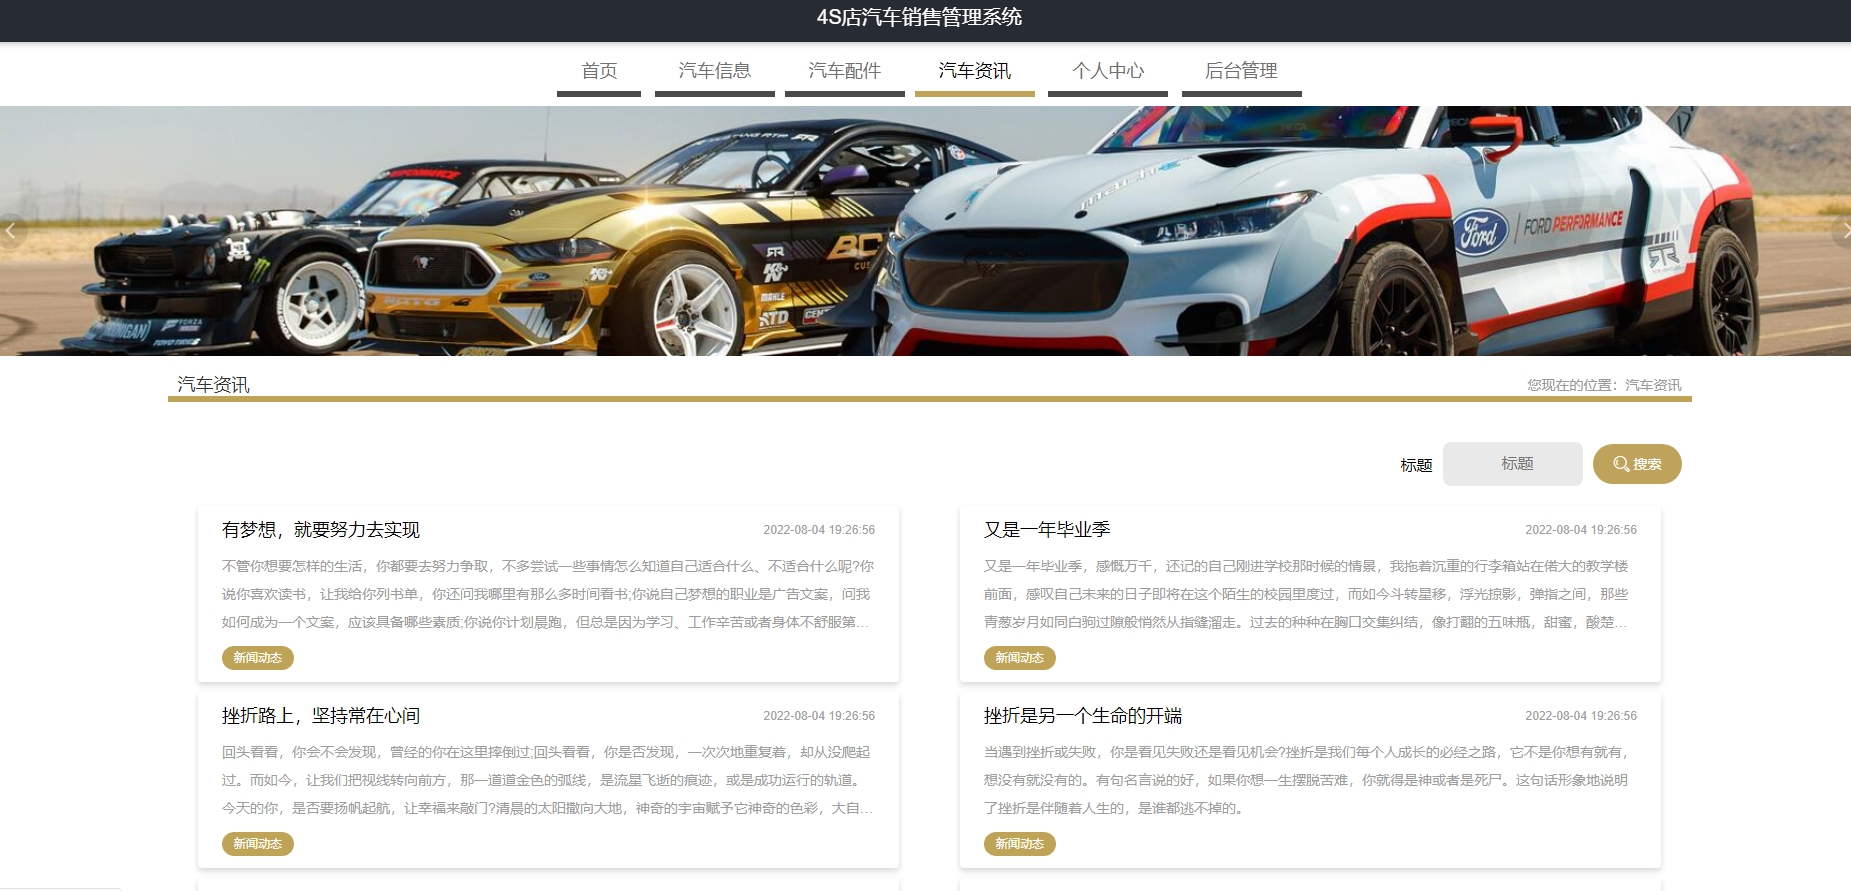 4S店汽车销售管理系统
首页 汽车信息 汽车配件 汽车资讯 个人中心 后台管理
PERFORMANCE
RTR
mach-e
BC
CUS
K&N
NITTO
MAHLE
STD
Ford
FORD PERFORMANCE
RTR
HOONIGAN
FORZA
TOYO TIRES
汽车资讯
您现在的位置：汽车资讯
标题 标题 搜索
有梦想，就要努力去实现 2022-08-04 19:26:56
不管你想要怎样的生活，你都要去努力争取，不多尝试一些事情怎么知道自己适合什么、不适合什么呢?你
说你喜欢读书，让我给你列书单，你还问我哪里有那么多时间看书;你说自己梦想的职业是广告文案，问我
如何成为一个文案，应该具备哪些素质;你说你计划晨跑，但总是因为学习、工作辛苦或者身体不舒服第…
新闻动态
又是一年毕业季 2022-08-04 19:26:56
又是一年毕业季，感慨万千，还记的自己刚进学校那时候的情景，我拖着沉重的行李箱站在偌大的教学楼
前面，感叹自己未来的日子即将在这个陌生的校园里度过，而如今斗转星移，浮光掠影，弹指之间，那些
青葱岁月如同白驹过隙般悄然从指缝溜走。过去的种种在胸口交集纠结，像打翻的五味瓶，甜蜜，酸楚…
新闻动态
挫折路上，坚持常在心间 2022-08-04 19:26:56
回头看看，你会不会发现，曾经的你在这里摔倒过;回头看看，你是否发现，一次次地重复着，却从没爬起
过。而如今，让我们把视线转向前方，那一道道金色的弧线，是流星飞逝的痕迹，或是成功运行的轨道。
今天的你，是否要扬帆起航，让幸福来敲门?清晨的太阳撒向大地，神奇的宇宙赋予它神奇的色彩，大自…
新闻动态
挫折是另一个生命的开端 2022-08-04 19:26:56
当遇到挫折或失败，你是看见失败还是看见机会?挫折是我们每个人成长的必经之路，它不是你想有就有，
想没有就没有的。有句名言说的好，如果你想一生摆脱苦难，你就得是神或者是死尸。这句话形象地说明
了挫折是伴随着人生的，是谁都逃不掉的。
新闻动态